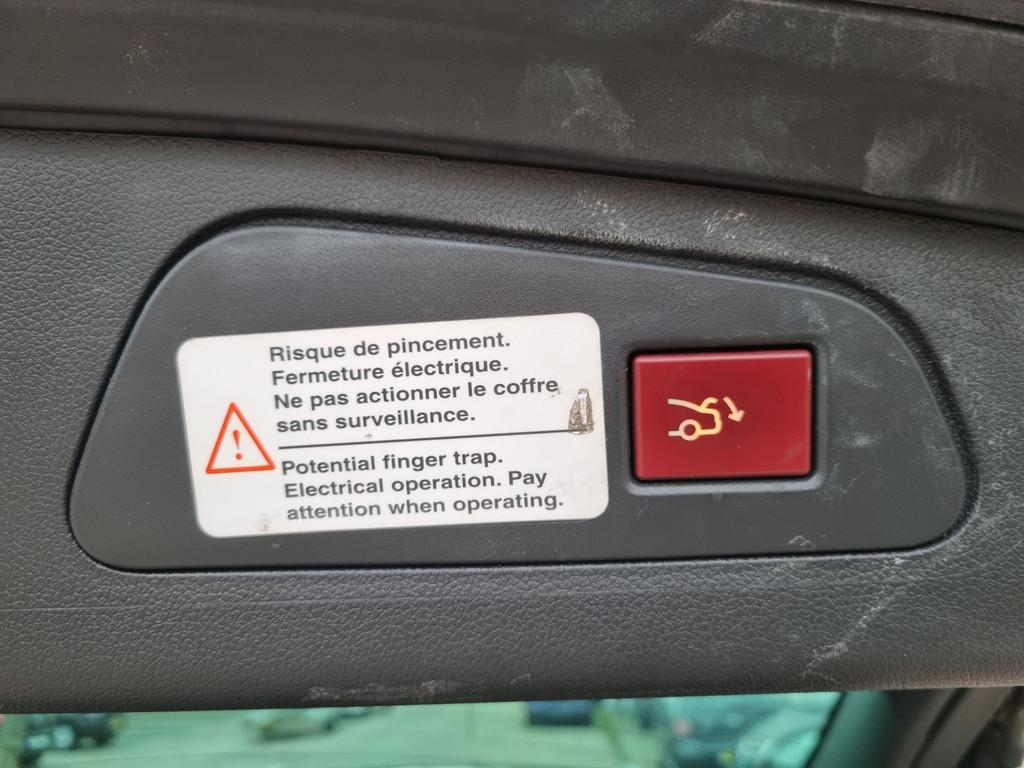 Risque de pincement.
Fermeture électrique.
Ne pas actionner le coffre
sans surveillance.
Potential finger trap.
Electrical operation. Pay
attention when operating.